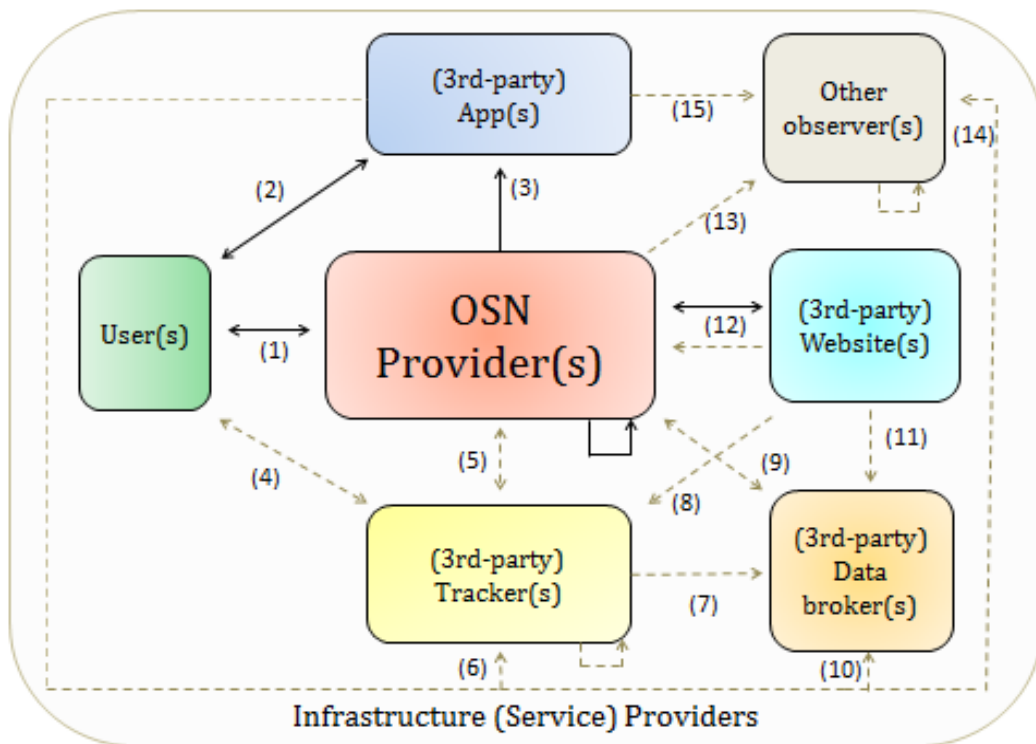 (3rd-party)
App(s)
(15)
Other
observer(s)
(14)
(2)
(3)
(13)
User(s)
(1)
OSN
Provider(s)
(12)
(3rd-party)
Website(s)
(4)
(5)
(8)
(9)
(11)
(3rd-party)
Tracker(s)
(7)
(3rd-party)
Data
broker(s)
(6)
(10)
Infrastructure (Service) Providers